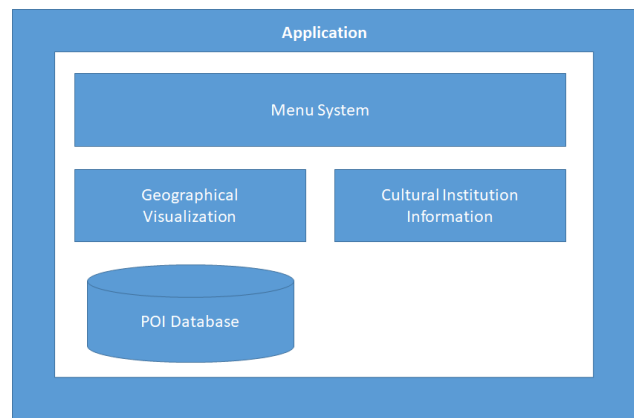 Application
Menu System
Geographical
Visualization
Cultural Institution
Information
POI Database